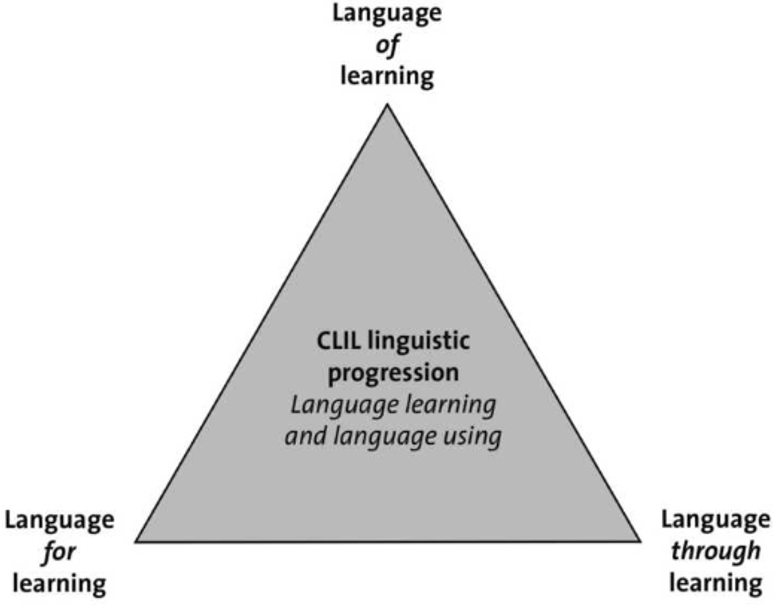 Language
of
learning
CLIL linguistic
progression
Language learning
and language using
Language
for
learning
Language
through
learning